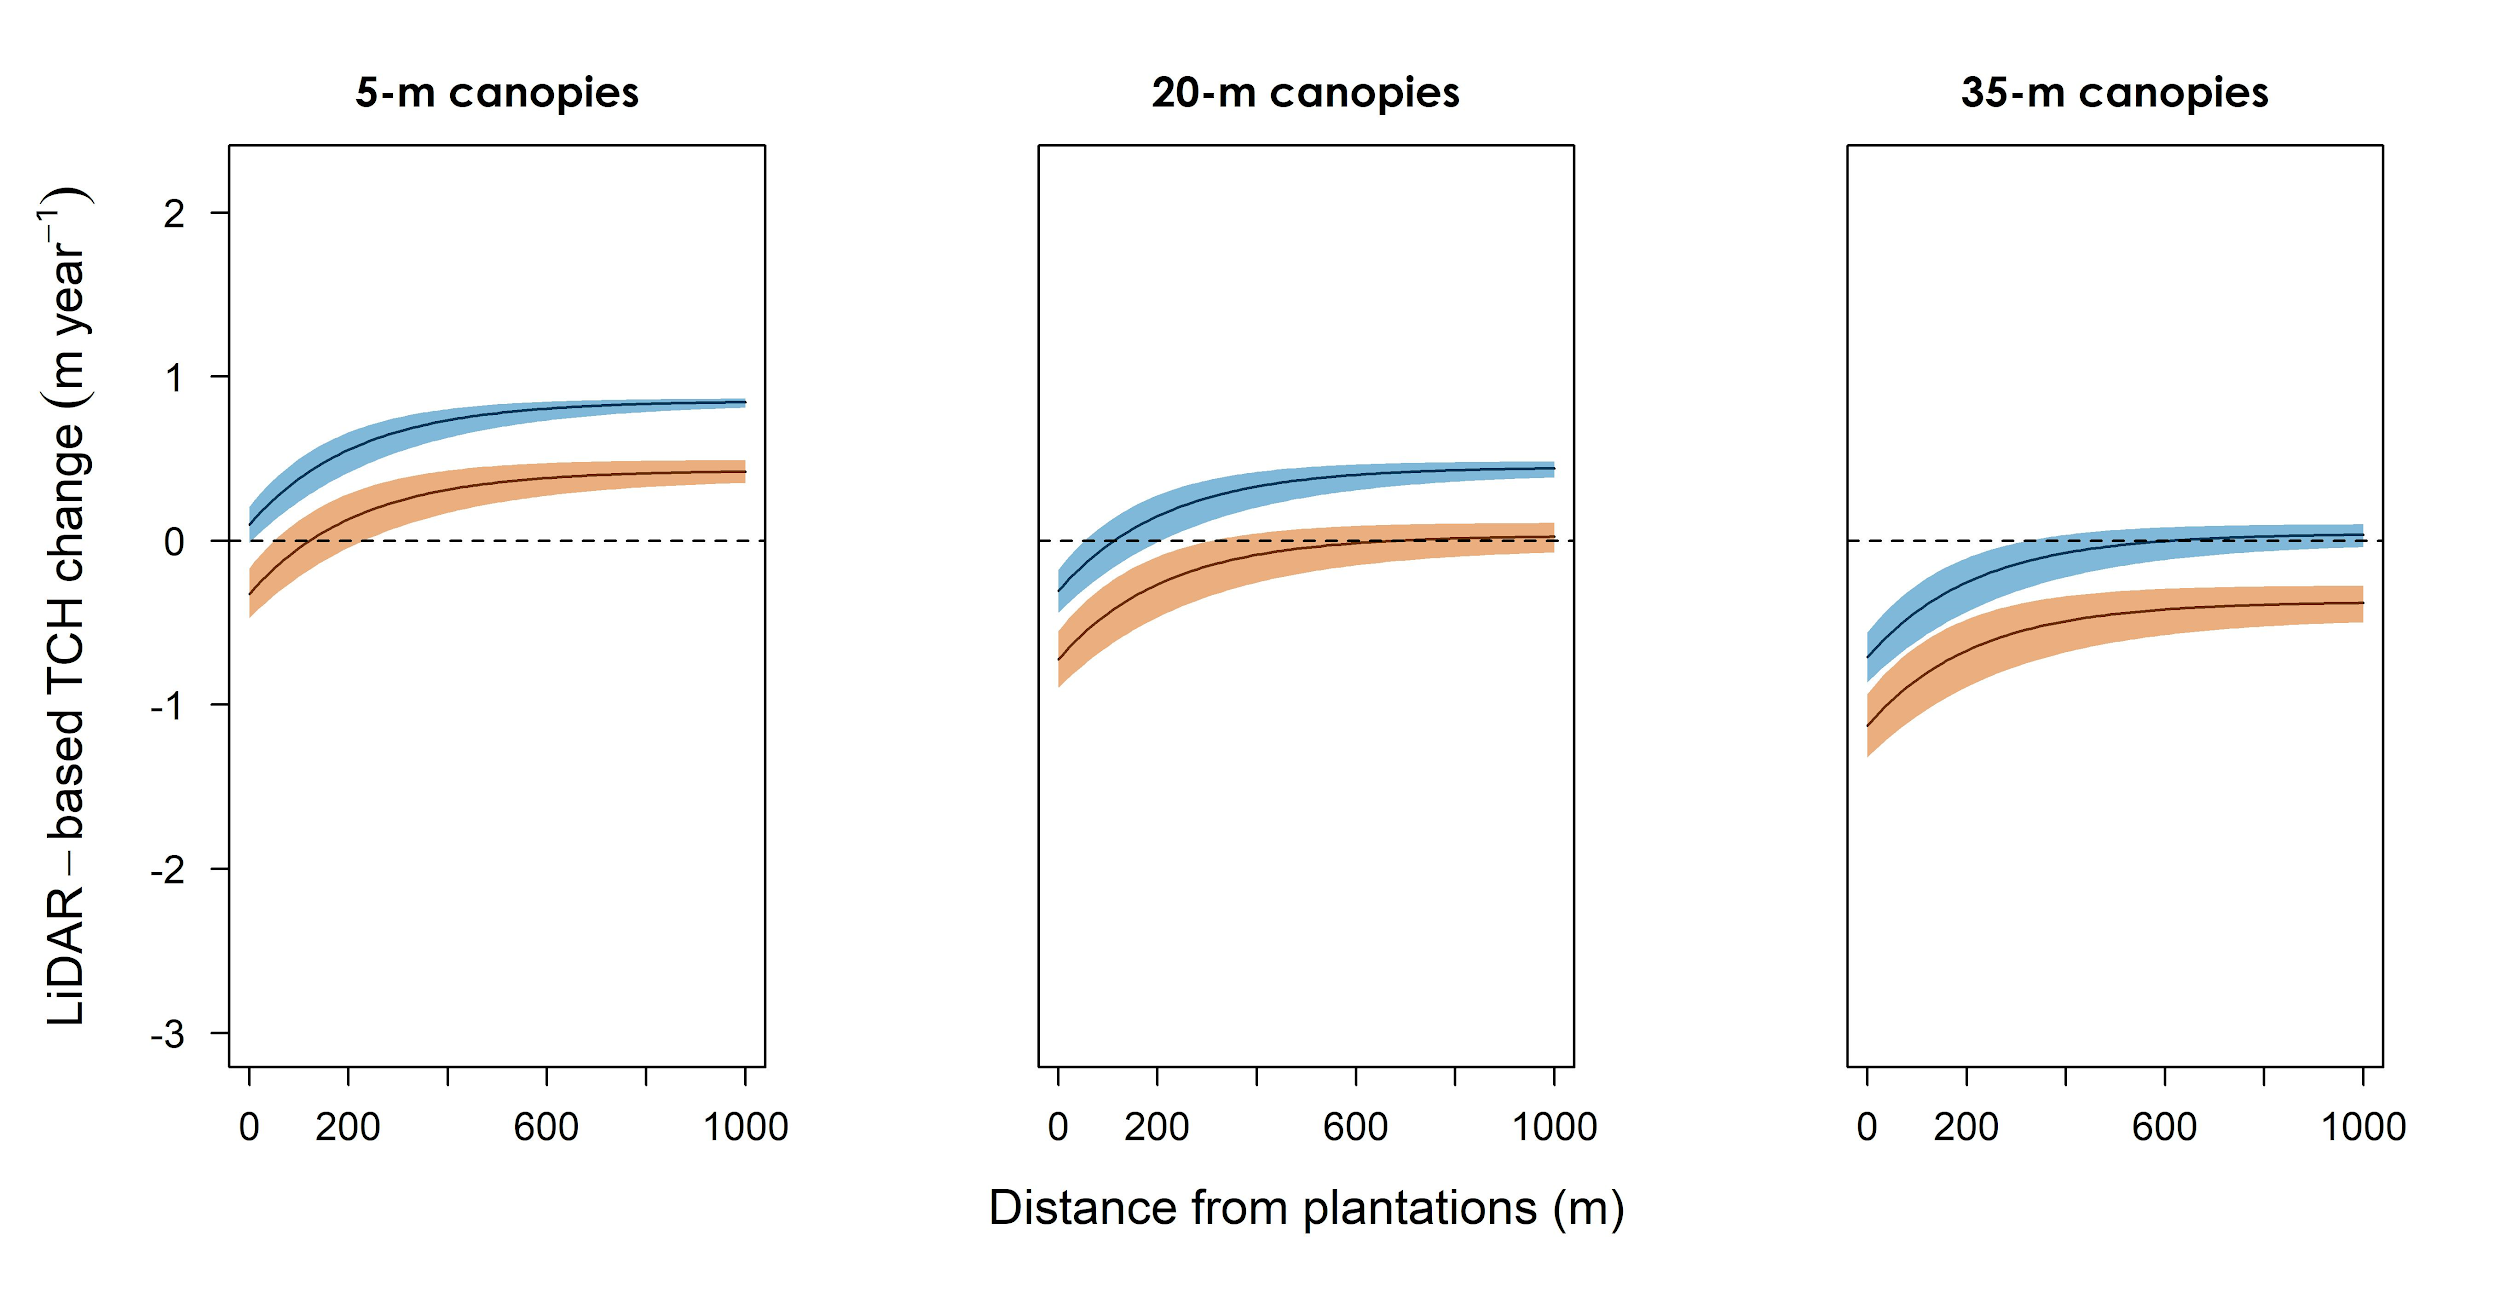 5-m canopies 20-m canopies 35-m canopies
LiDAR−based TCH change (m year⁻¹)
2
1
0
-1
-2
-3
0 200 600 1000 0 200 600 1000 0 200 600 1000
Distance from plantations (m)